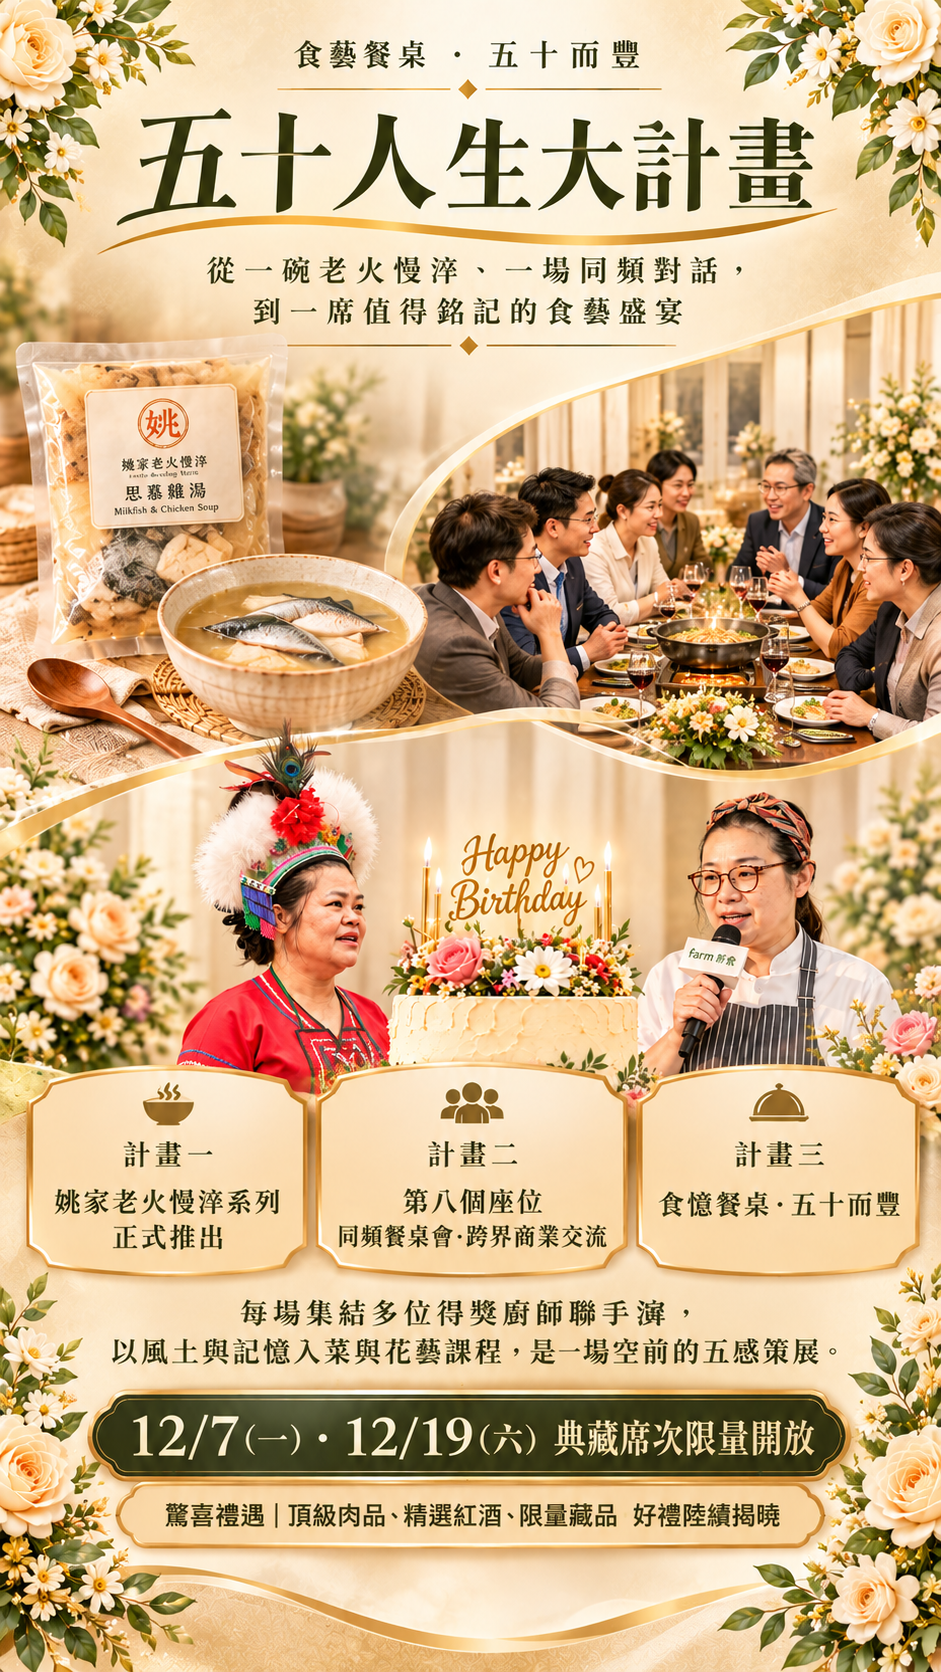 食藝餐桌 · 五十而豐
五十人生大計畫
從一碗老火慢淬、一場同頻對話，
到一席值得銘記的食藝盛宴
姚
姚家老火慢淬
思慕雞湯
Milkfish & Chicken Soup
Happy
Birthday
farm
計畫一
姚家老火慢淬系列
正式推出
計畫二
第八個座位
同頻餐桌會·跨界商業交流
計畫三
食憶餐桌·五十而豐
每場集結多位得獎廚師聯手演，
以風土與記憶入菜與花藝課程，是一場空前的五感策展。
12/7(一)·12/19(六) 典藏席次限量開放
驚喜禮遇｜頂級肉品、精選紅酒、限量藏品 好禮陸續揭曉